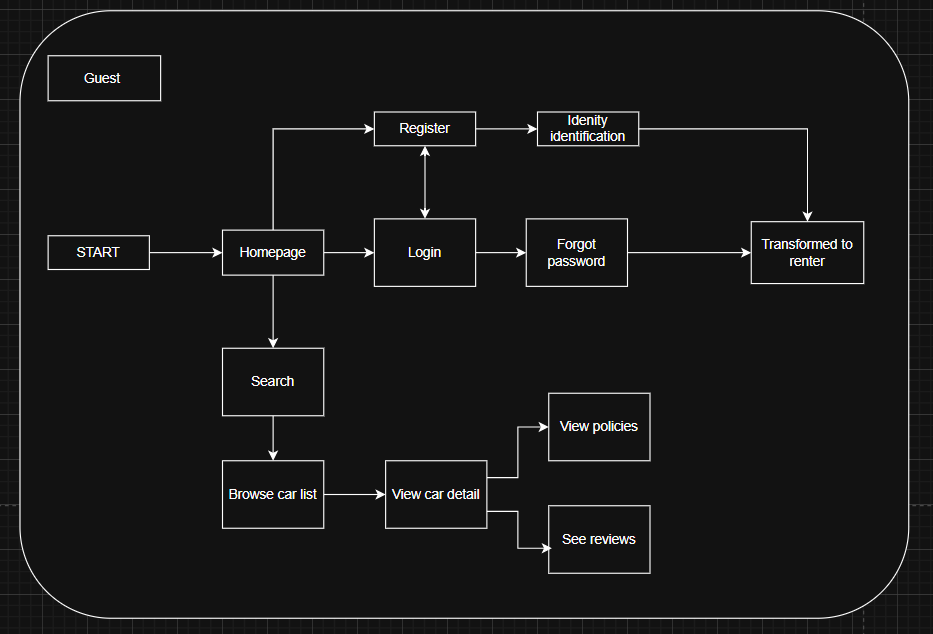 Guest
Register
Idenity
identification
START
Homepage
Login
Forgot
password
Transformed to
renter
Search
View policies
Browse car list
View car detail
See reviews